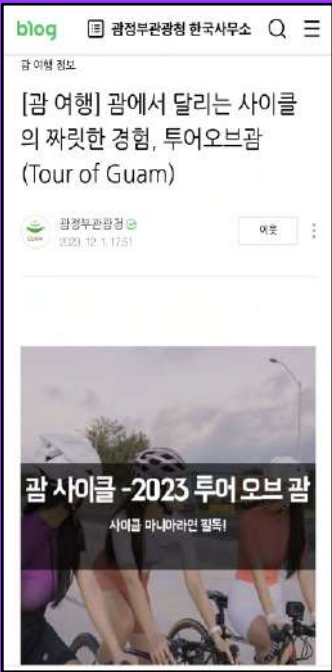 blog 괌정부관광청 한국사무소
괌 여행 정보
[괌 여행] 괌에서 달리는 사이클
의 짜릿한 경험, 투어오브괌
(Tour of Guam)
괌정부관광청
2023. 12. 1. 17:51
이웃
괌 사이클 -2023 투어 오브 괌
사이클 마니아라면 필독!